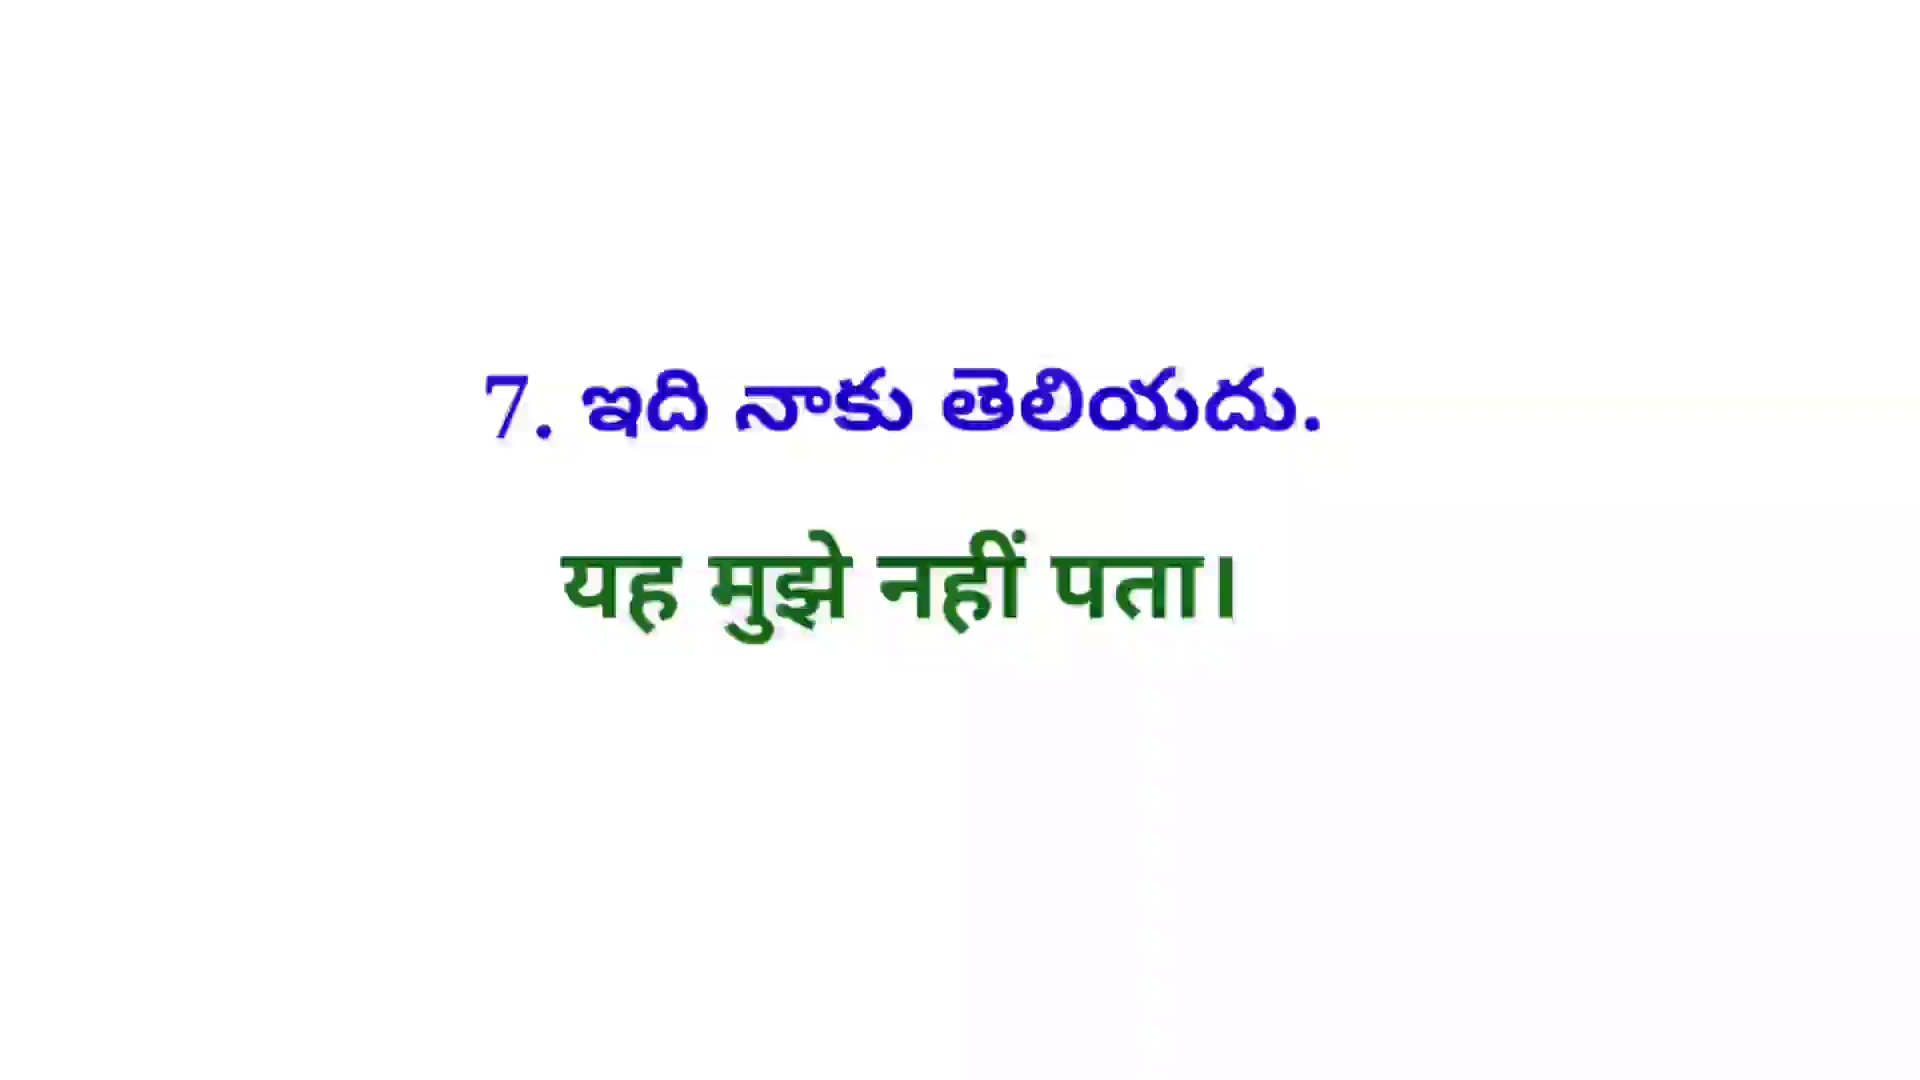 7. ఇది నాకు తెలియదు.
यह मुझे नहीं पता।